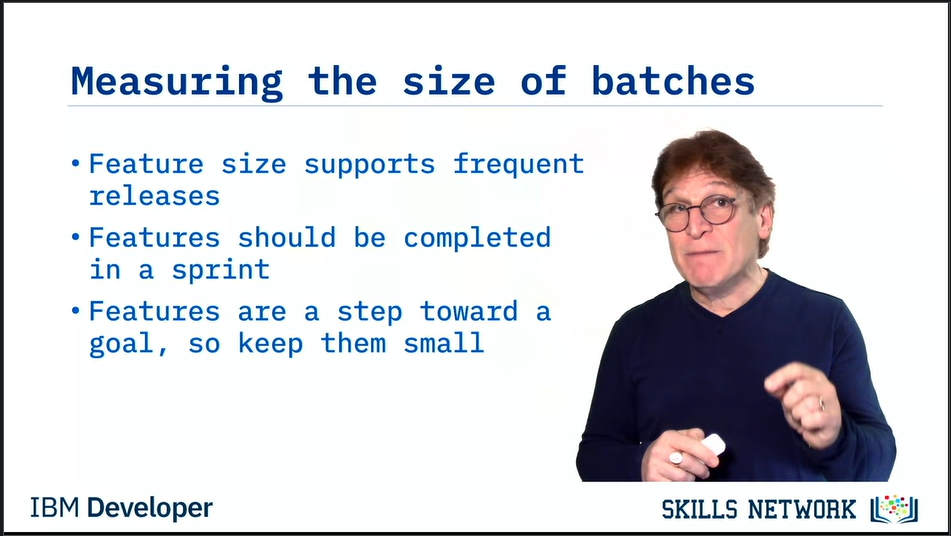 Measuring the size of batches
• Feature size supports frequent
releases
• Features should be completed
in a sprint
• Features are a step toward a
goal, so keep them small
IBM Developer
SKILLS NETWORK